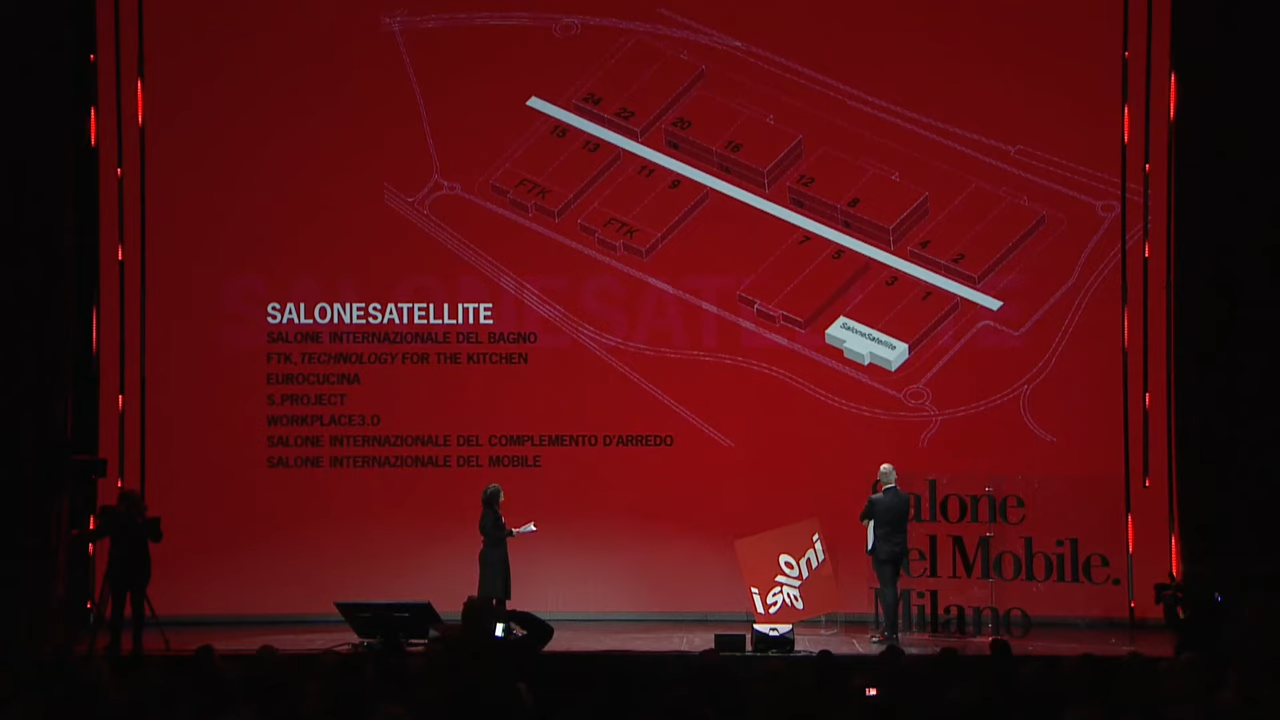 24
22
20
16
15
13
12
8
11
9
4
2
FTK
FTK
7
5
3
1
SaloneSatellite
SALONESATELLITE
SALONESATELLITE
SALONE INTERNAZIONALE DEL BAGNO
FTK, TECHNOLOGY FOR THE KITCHEN
EUROCUCINA
S.PROJECT
WORKPLACE3.0
SALONE INTERNAZIONALE DEL COMPLEMENTO D'ARREDO
SALONE INTERNAZIONALE DEL MOBILE
i saloni
alone
el Mobile.
Milano